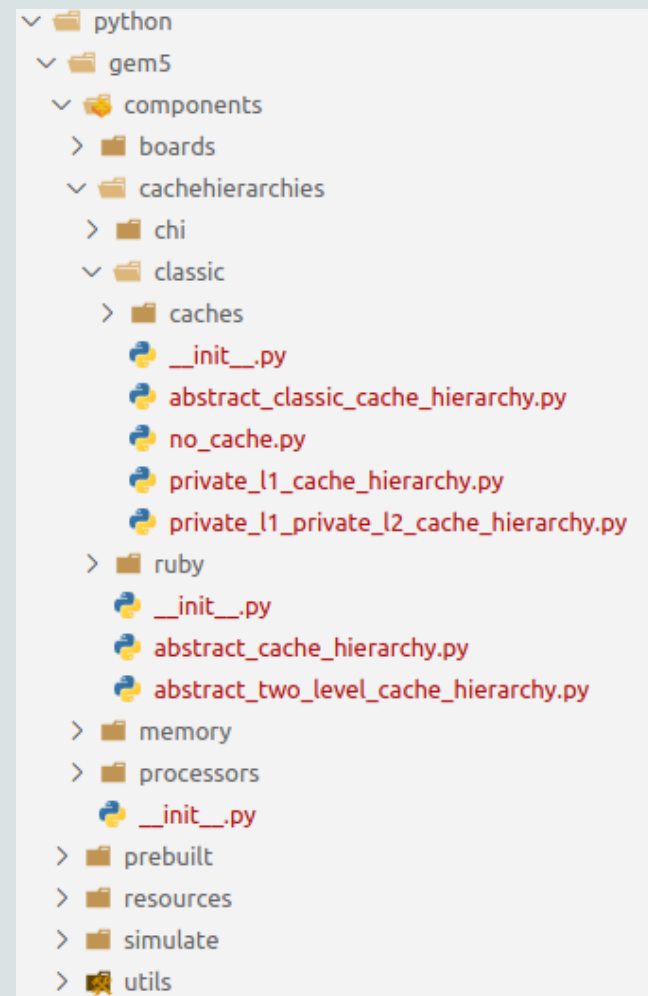 python
gem5
components
boards
cachehierarchies
chi
classic
caches
__init__.py
abstract_classic_cache_hierarchy.py
no_cache.py
private_l1_cache_hierarchy.py
private_l1_private_l2_cache_hierarchy.py
ruby
__init__.py
abstract_cache_hierarchy.py
abstract_two_level_cache_hierarchy.py
memory
processors
__init__.py
prebuilt
resources
simulate
utils